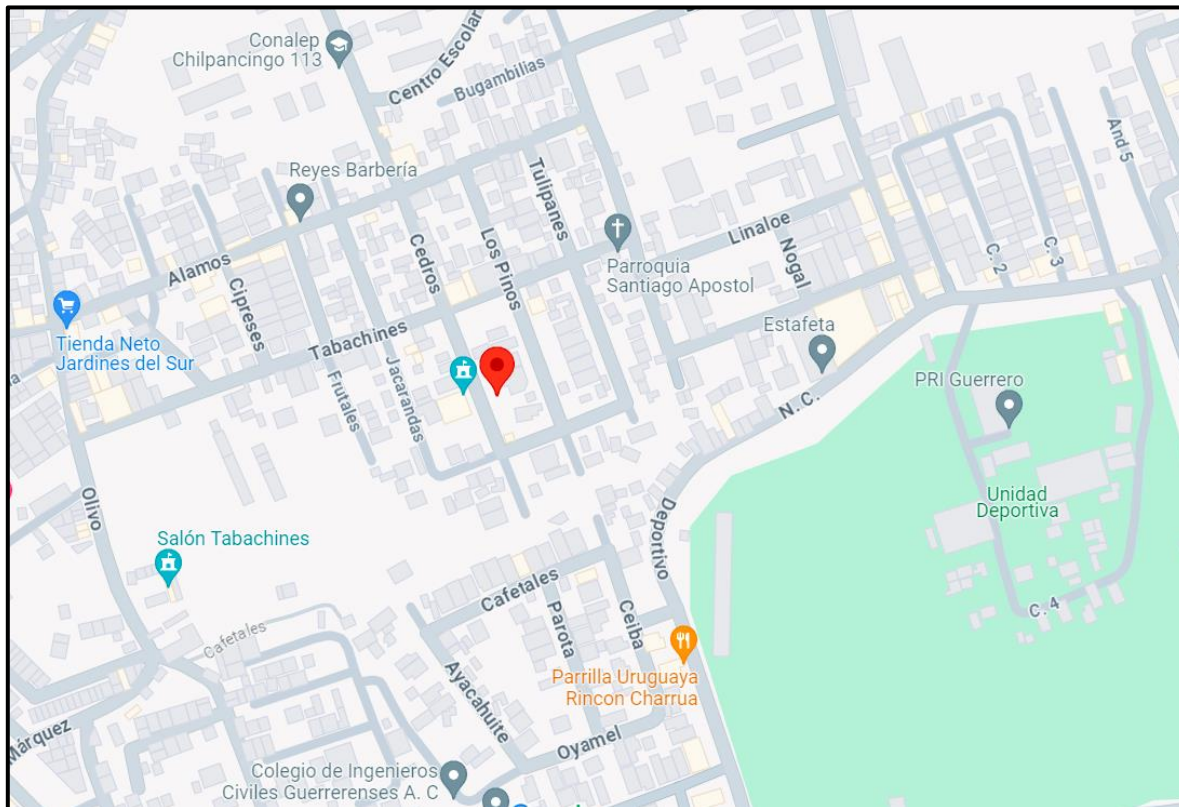 Conalep
Chilpancingo 113
Centro Escolar
Bugambilias
And 5
Reyes Barbería
Tulipanes
Linaloe
C. 2
C. 3
Cedros
Los Pinos
Parroquia
Santiago Apostol
Nogal
Alamos
Cipreses
Estafeta
Tienda Neto
Jardines del Sur
Tabachines
Frutales
Jacarandas
N. C.
PRI Guerrero
Olivo
Unidad
Deportiva
Deportivo
Salón Tabachines
Cafetales
C. 4
Cafetales
Parota
Ceiba
Ayacahuite
Parrilla Uruguaya
Rincon Charrua
Márquez
Oyamel
Colegio de Ingenieros
Civiles Guerrerenses A. C